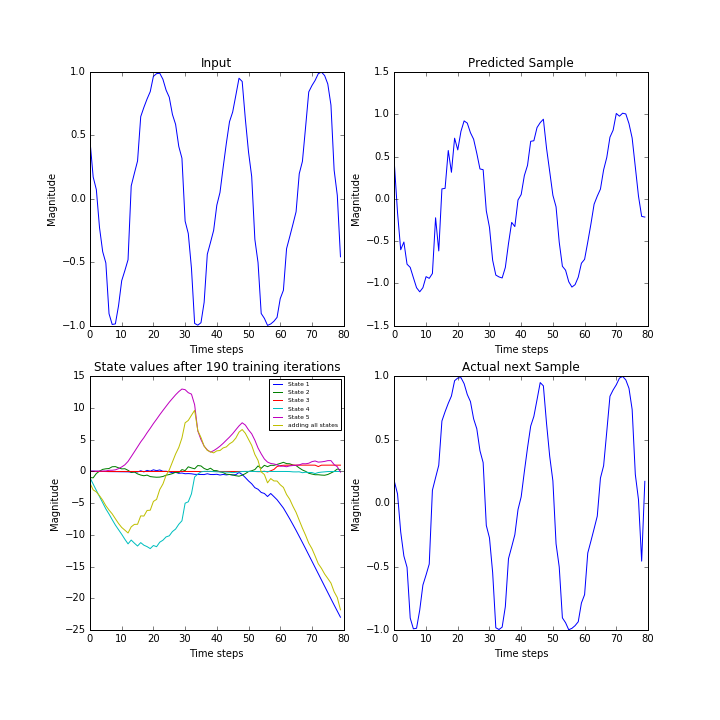 Input
1.0
0.5
0.0
−0.5
−1.0
Magnitude
0 10 20 30 40 50 60 70 80
Time steps
Predicted Sample
1.5
1.0
0.5
0.0
−0.5
−1.0
−1.5
Magnitude
0 10 20 30 40 50 60 70 80
Time steps
State values after 190 training iterations
15
10
5
0
−5
−10
−15
−20
−25
Magnitude
State 1
State 2
State 3
State 4
State 5
adding all states
0 10 20 30 40 50 60 70 80
Time steps
Actual next Sample
1.0
0.5
0.0
−0.5
−1.0
Magnitude
0 10 20 30 40 50 60 70 80
Time steps